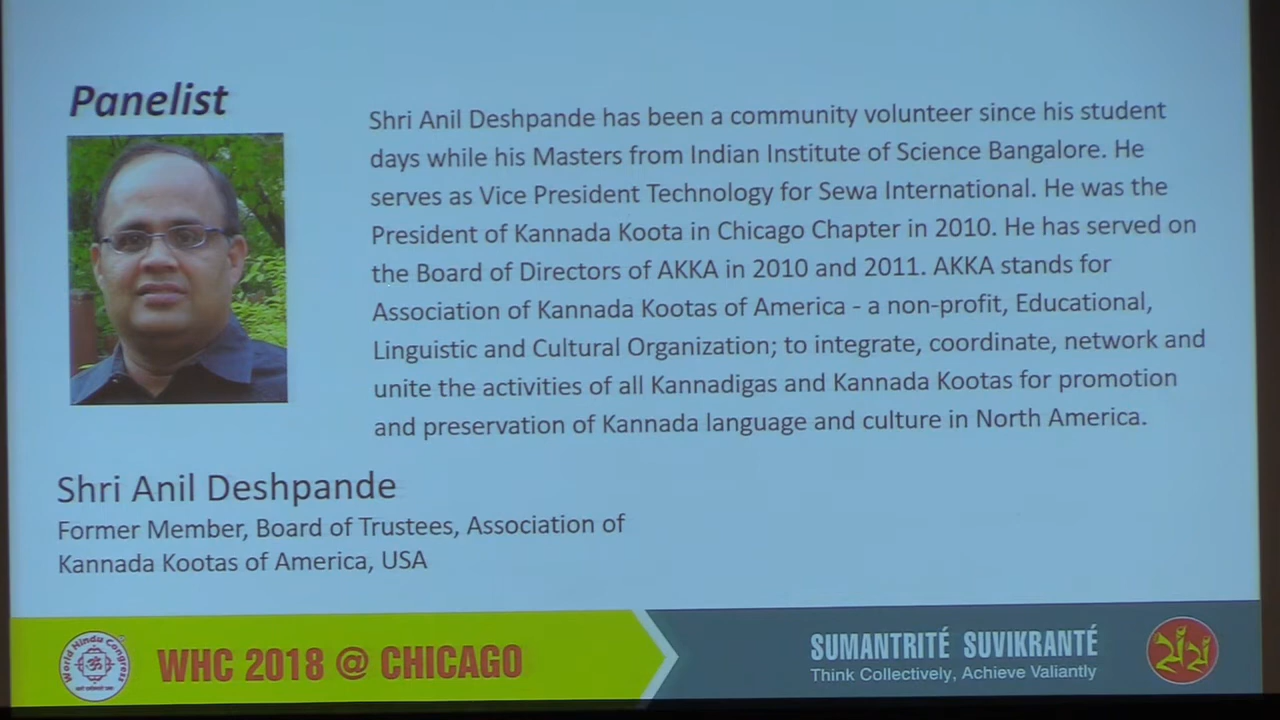 Panelist
Shri Anil Deshpande has been a community volunteer since his student
days while his Masters from Indian Institute of Science Bangalore. He
serves as Vice President Technology for Sewa International. He was the
President of Kannada Koota in Chicago Chapter in 2010. He has served on
the Board of Directors of AKKA in 2010 and 2011. AKKA stands for
Association of Kannada Kootas of America - a non-profit, Educational,
Linguistic and Cultural Organization; to integrate, coordinate, network and
unite the activities of all Kannadigas and Kannada Kootas for promotion
and preservation of Kannada language and culture in North America.
Shri Anil Deshpande
Former Member, Board of Trustees, Association of
Kannada Kootas of America, USA
World Hindu Congress
ॐ
WHC 2018 @ CHICAGO
SUMANTRITÉ SUVIKRANTÉ
Think Collectively, Achieve Valiantly